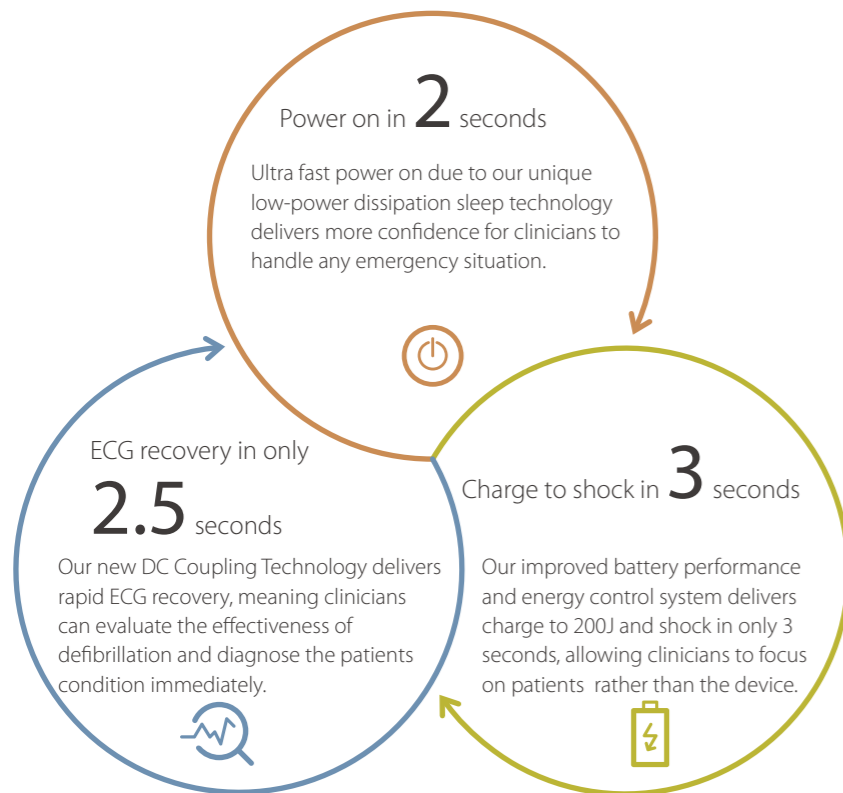 Power on in 2 seconds
Ultra fast power on due to our unique
low-power dissipation sleep technology
delivers more confidence for clinicians to
handle any emergency situation.
ECG recovery in only
2.5 seconds
Our new DC Coupling Technology delivers
rapid ECG recovery, meaning clinicians
can evaluate the effectiveness of
defibrillation and diagnose the patients
condition immediately.
Charge to shock in 3 seconds
Our improved battery performance
and energy control system delivers
charge to 200J and shock in only 3
seconds, allowing clinicians to focus
on patients  rather than the device.